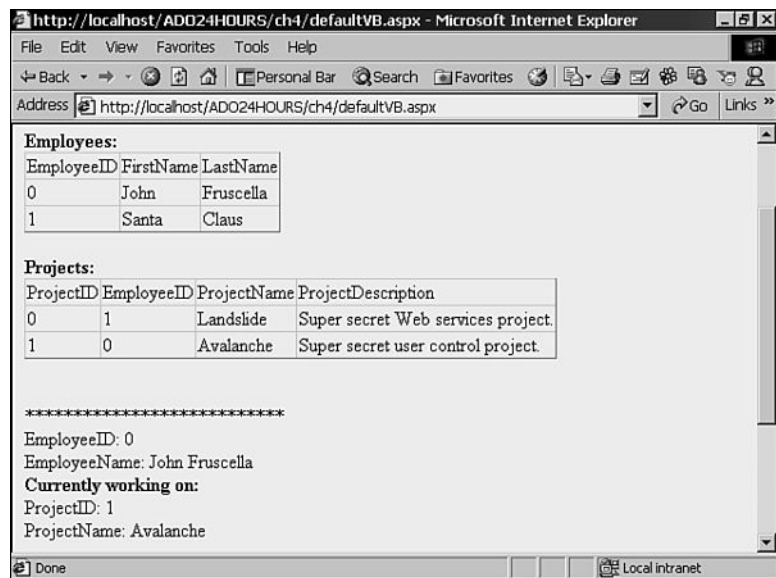 http://localhost/ADO24HOURS/ch4/defaultVB.aspx - Microsoft Internet Explorer
File Edit View Favorites Tools Help
Back Personal Bar Search Favorites
Address http://localhost/ADO24HOURS/ch4/defaultVB.aspx Go Links »
Employees:
EmployeeID FirstName LastName
0 John Fruscella
1 Santa Claus
Projects:
ProjectID EmployeeID ProjectName ProjectDescription
0 1 Landslide Super secret Web services project.
1 0 Avalanche Super secret user control project.
***************************
EmployeeID: 0
EmployeeName: John Fruscella
Currently working on:
ProjectID: 1
ProjectName: Avalanche
Done Local intranet